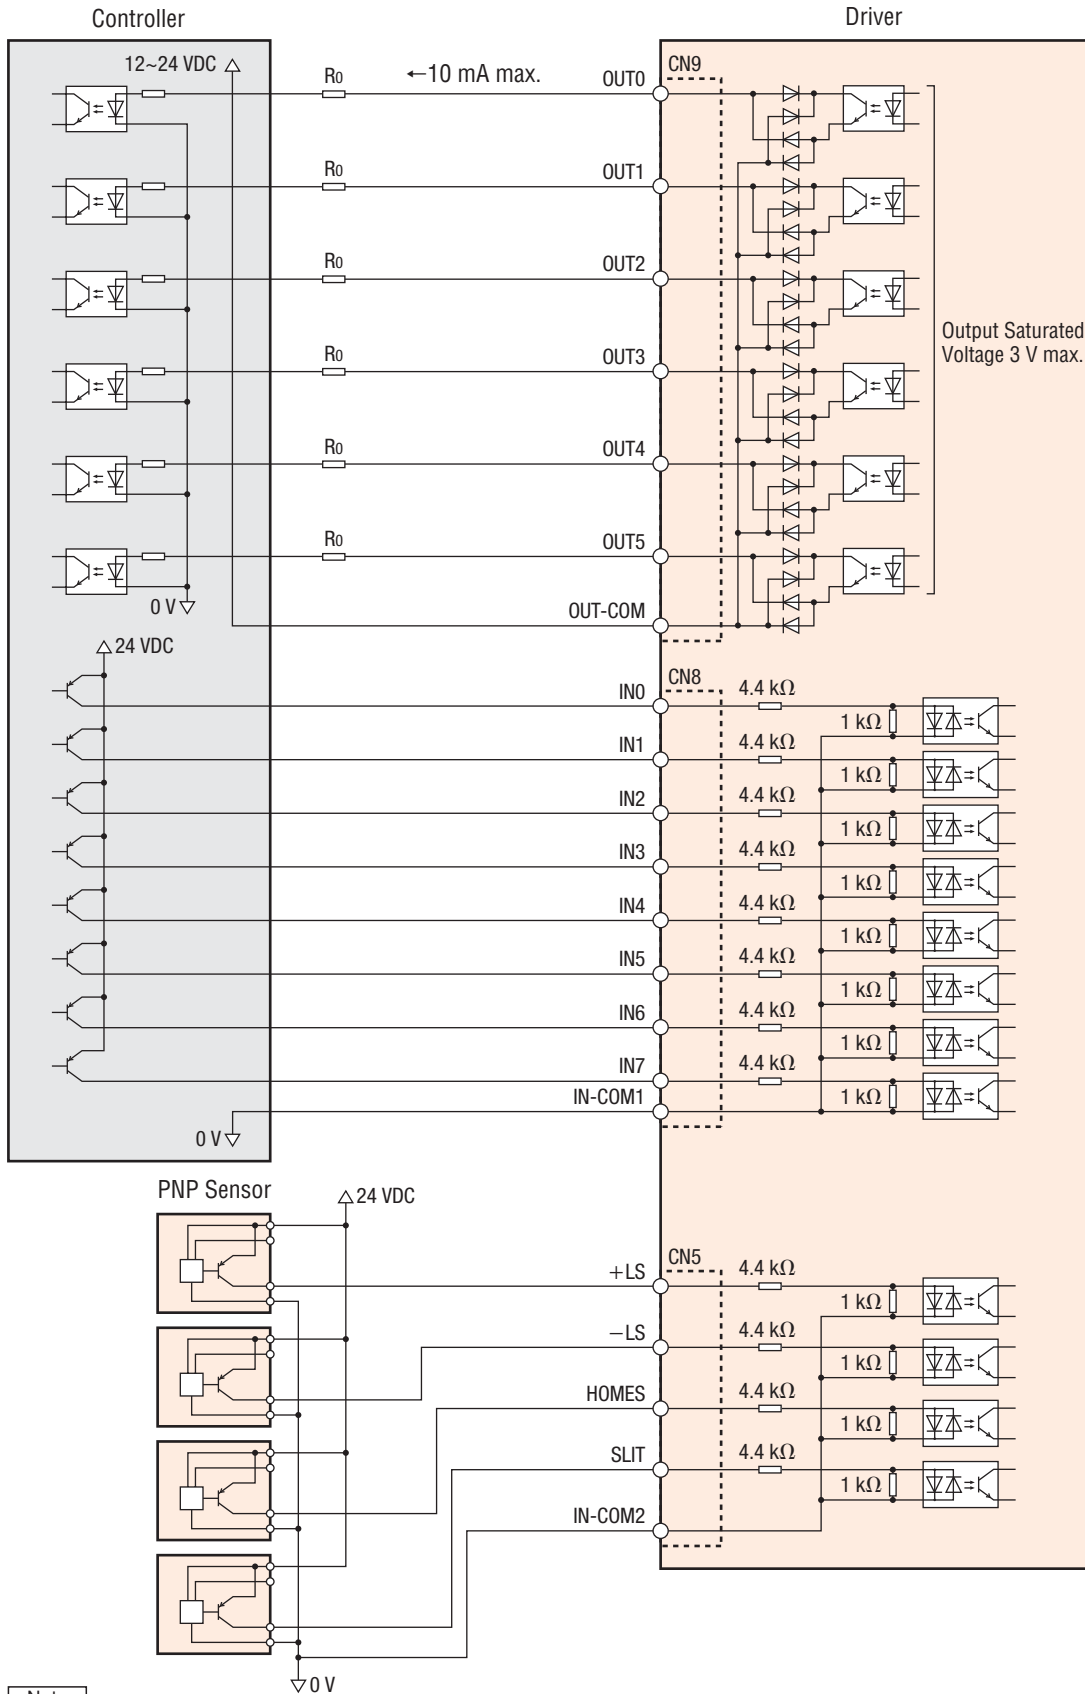 Controller
Driver
12~24 VDC
R0
←10 mA max.
OUT0
CN9
R0
OUT1
R0
OUT2
Output Saturated
Voltage 3 V max.
R0
OUT3
R0
OUT4
R0
OUT5
0 V
OUT-COM
24 VDC
CN8
IN0
4.4 kΩ
1 kΩ
IN1
4.4 kΩ
1 kΩ
IN2
4.4 kΩ
1 kΩ
IN3
4.4 kΩ
1 kΩ
IN4
4.4 kΩ
1 kΩ
IN5
4.4 kΩ
1 kΩ
IN6
4.4 kΩ
1 kΩ
IN7
4.4 kΩ
1 kΩ
IN-COM1
0 V
PNP Sensor
24 VDC
CN5
+LS
4.4 kΩ
1 kΩ
−LS
4.4 kΩ
1 kΩ
HOMES
4.4 kΩ
1 kΩ
SLIT
4.4 kΩ
1 kΩ
IN-COM2
0 V